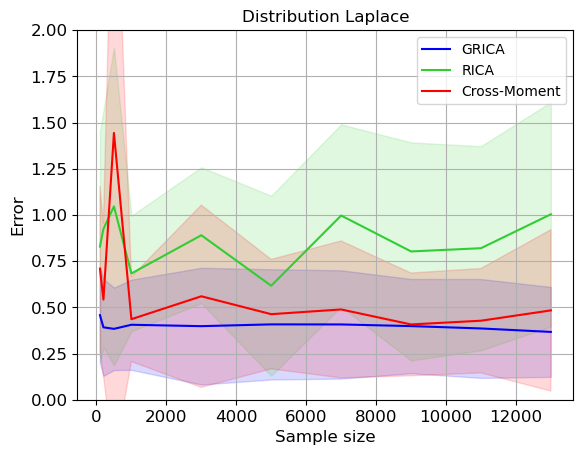 Distribution Laplace
GRICA
RICA
Cross-Moment
Error
2.00
1.75
1.50
1.25
1.00
0.75
0.50
0.25
0.00
0 2000 4000 6000 8000 10000 12000
Sample size